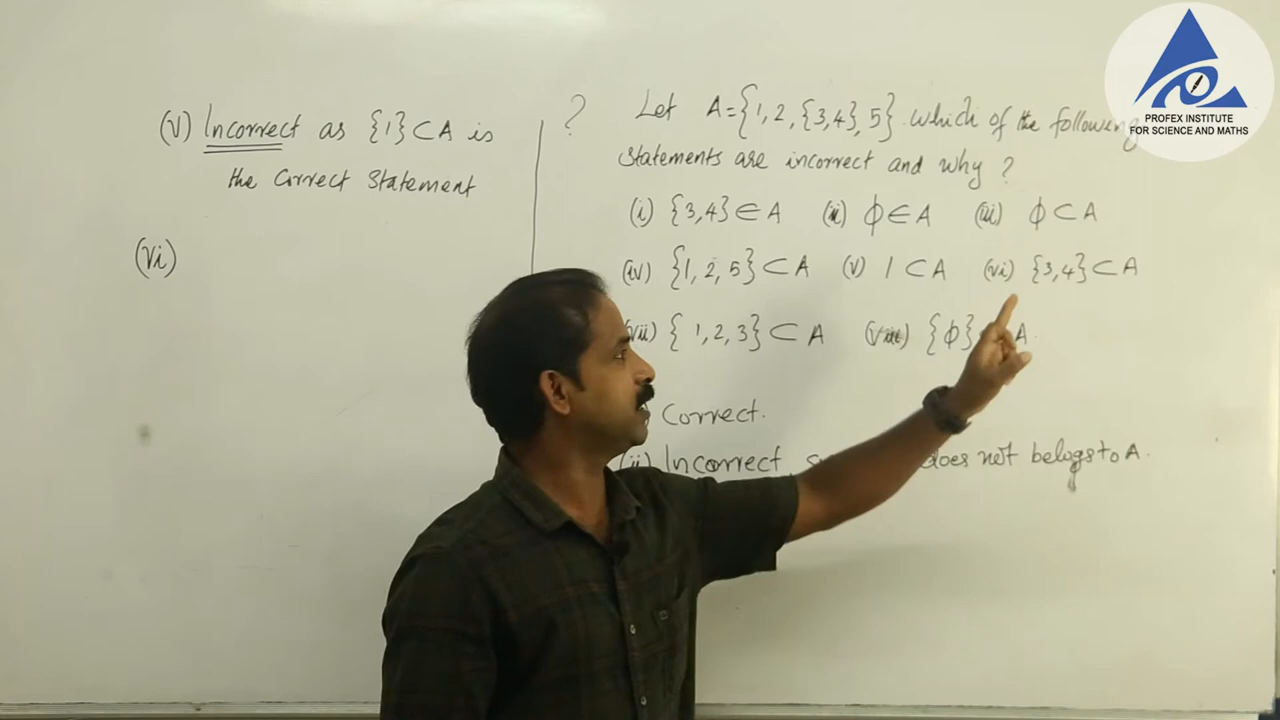 (V) Incorrect as {1} ⊂ A is
the correct statement
(Vi)
? Let A = {1, 2, {3, 4}, 5} which of the following
statements are incorrect and why ?
(i) {3, 4} ∈ A (ii) ϕ ∈ A (iii) ϕ ⊂ A
(iv) {1, 2, 5} ⊂ A (v) 1 ⊂ A (vi) {3, 4} ⊂ A
(vii) { 1, 2, 3} ⊂ A (viii) {ϕ} A.
Correct.
(ii) Incorrect does not belogs to A.
PROFEX INSTITUTE
FOR SCIENCE AND MATHS